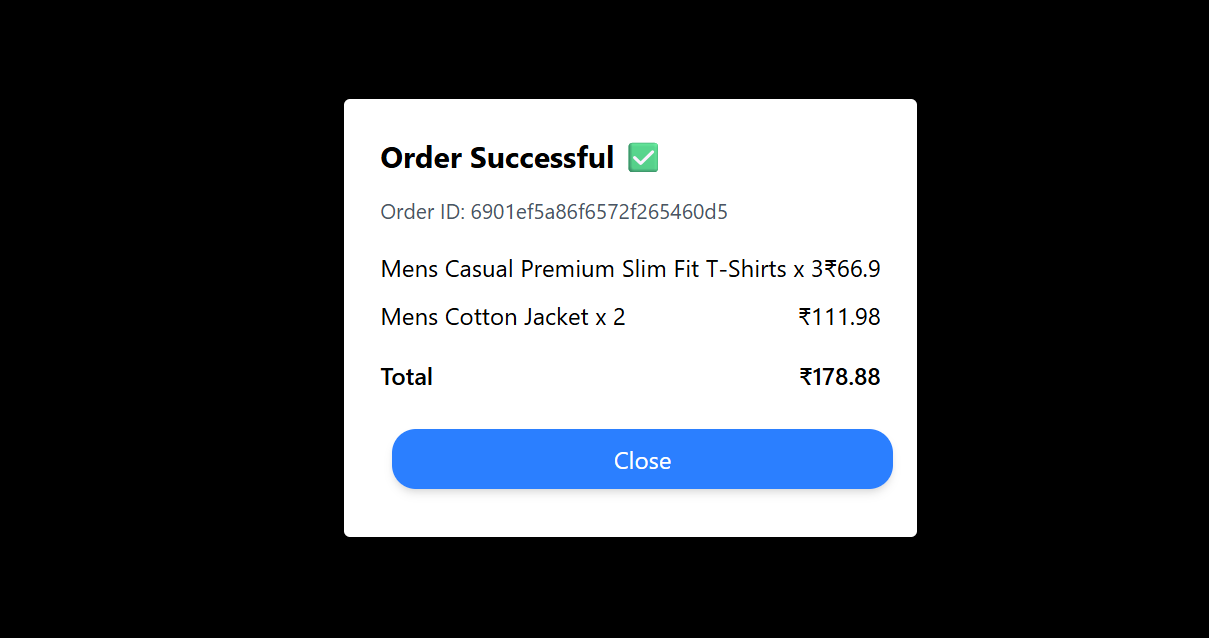 Order Successful ✅
Order ID: 6901ef5a86f6572f265460d5
Mens Casual Premium Slim Fit T-Shirts x 3₹66.9
Mens Cotton Jacket x 2 ₹111.98
Total ₹178.88
Close